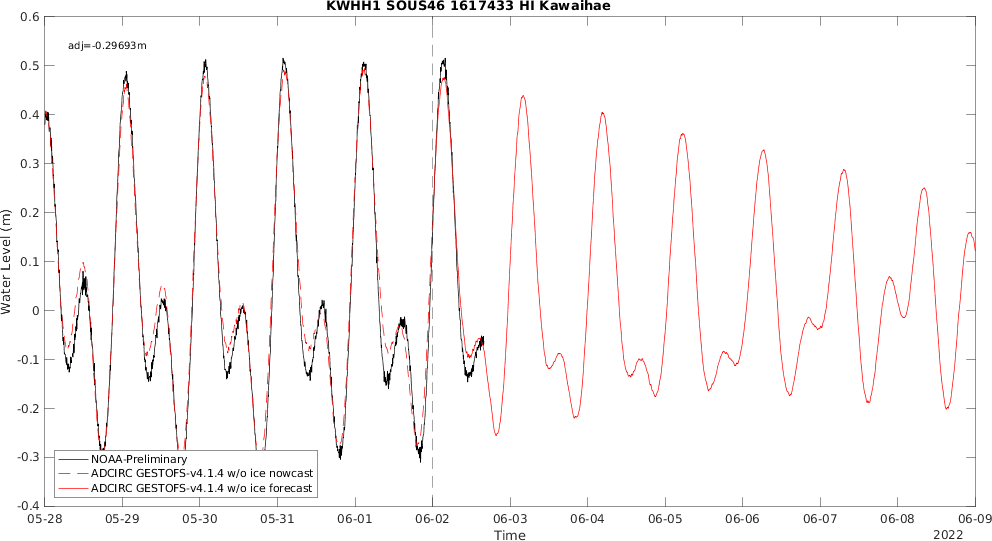 KWHH1 SOUS46 1617433 HI Kawaihae
adj=-0.29693m
Water Level (m)
0.6
0.5
0.4
0.3
0.2
0.1
0
-0.1
-0.2
-0.3
-0.4
NOAA-Preliminary
ADCIRC GESTOFS-v4.1.4 w/o ice nowcast
ADCIRC GESTOFS-v4.1.4 w/o ice forecast
05-28 05-29 05-30 05-31 06-01 06-02 06-03 06-04 06-05 06-06 06-07 06-08 06-09
Time
2022